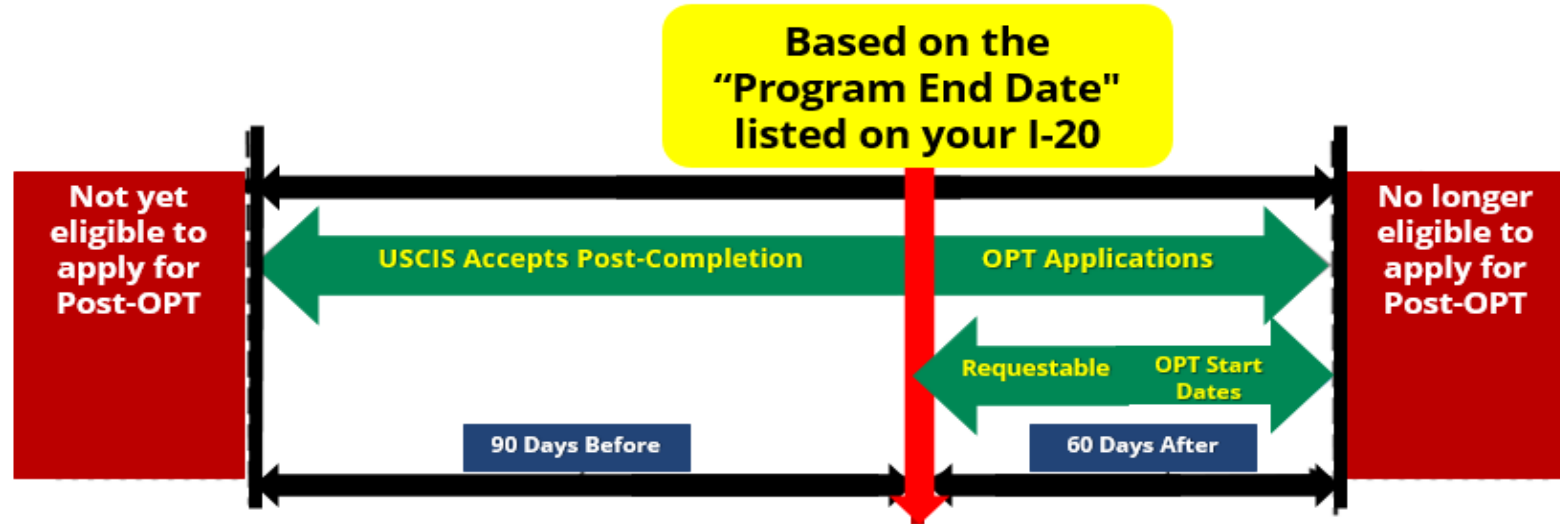 Based on the
“Program End Date"
listed on your I-20
Not yet
eligible to
apply for
Post-OPT
USCIS Accepts Post-Completion
OPT Applications
No longer
eligible to
apply for
Post-OPT
Requestable
OPT Start
Dates
90 Days Before
60 Days After